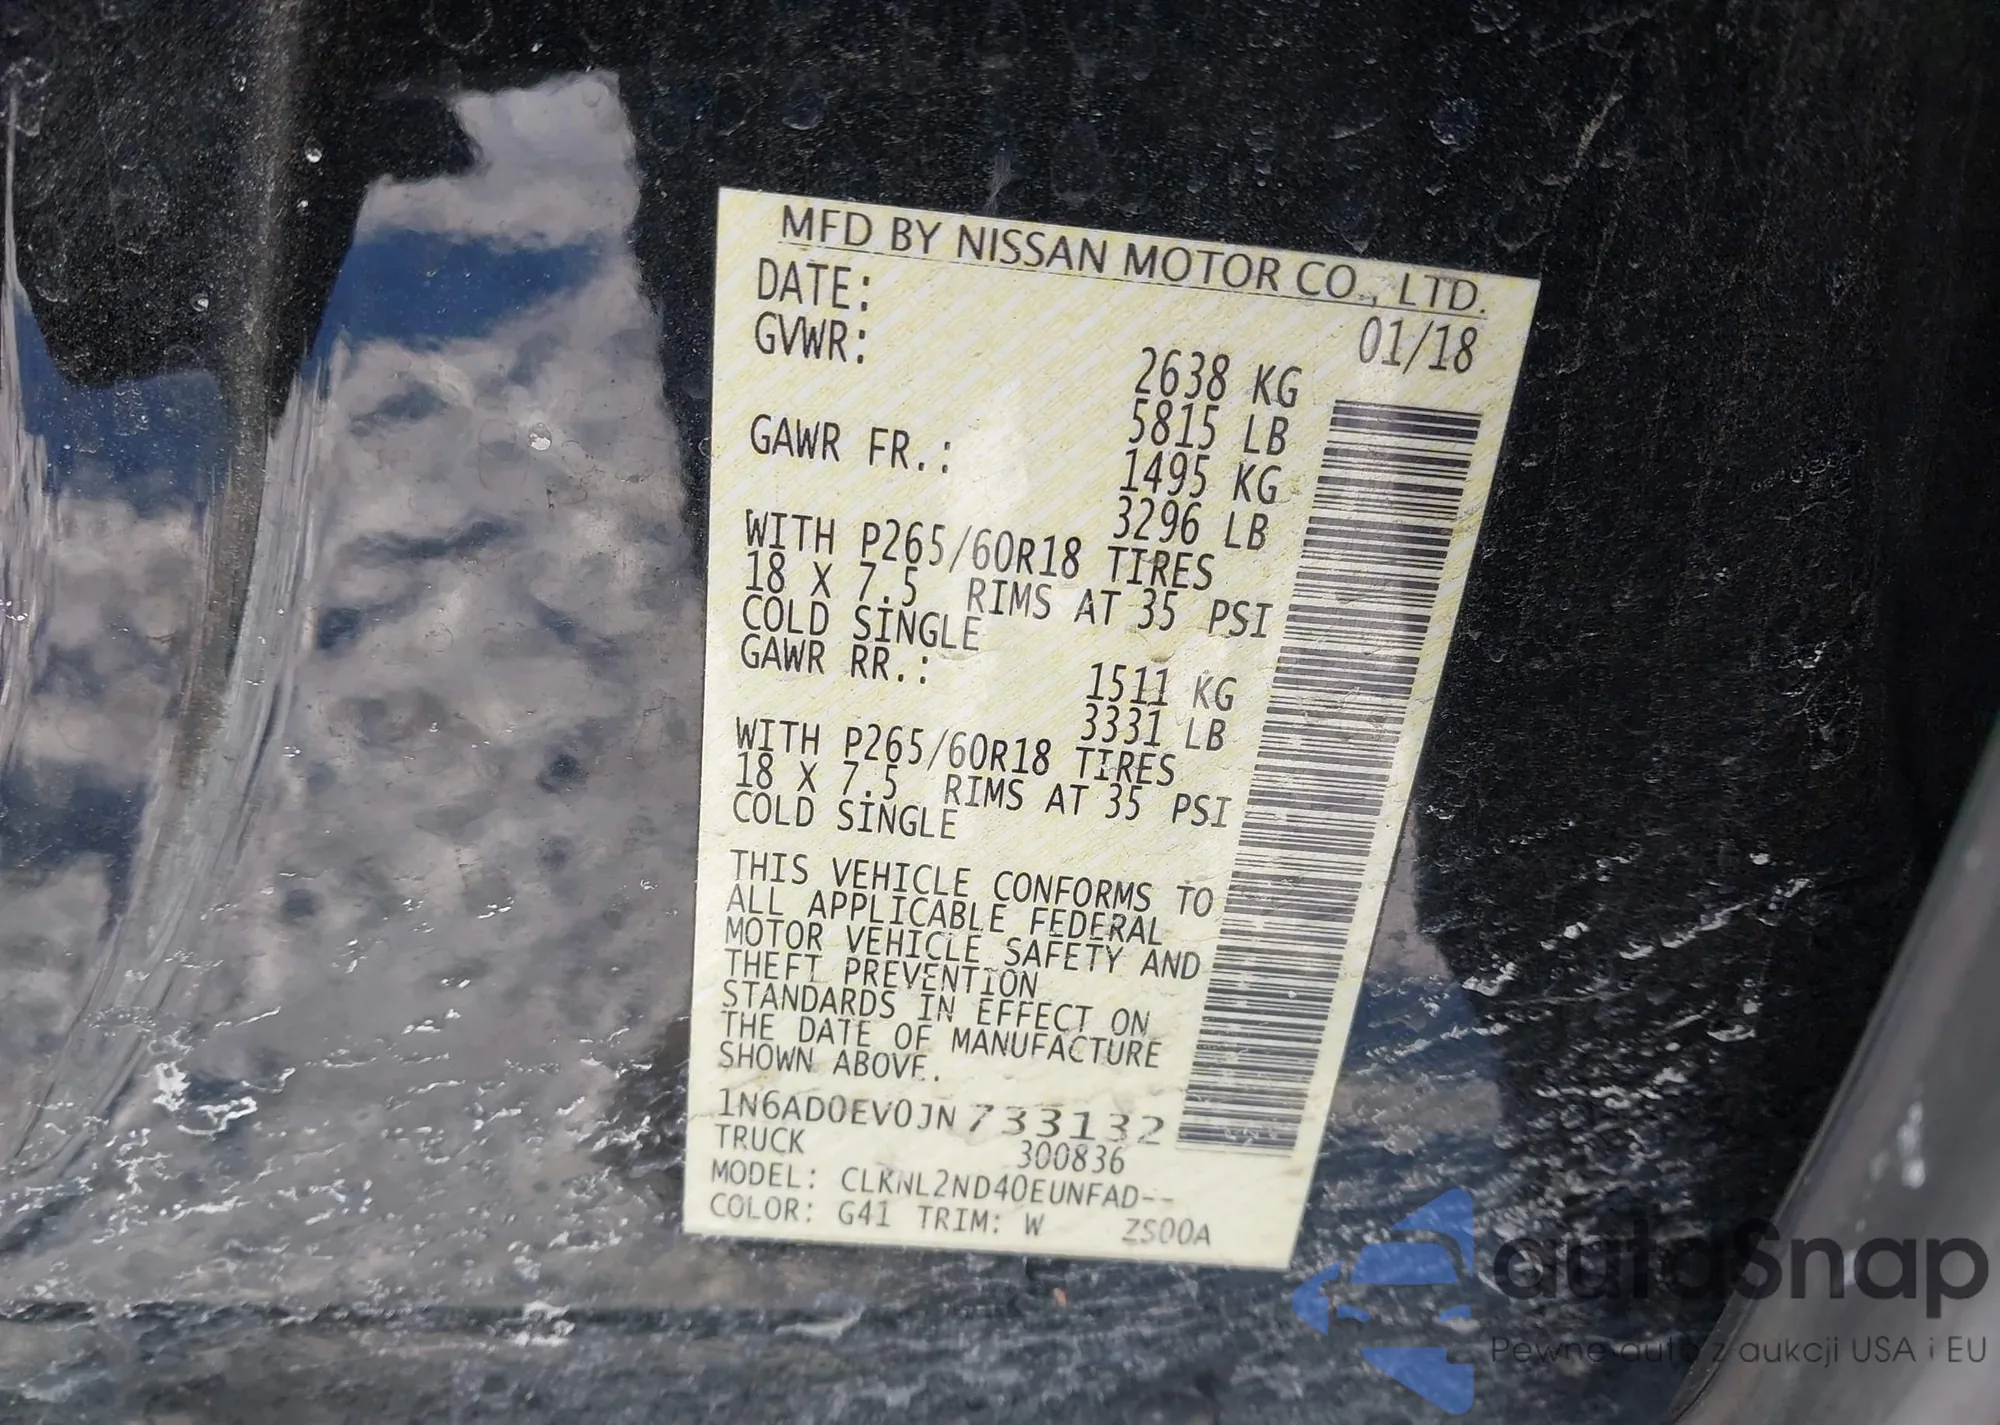 MFD BY NISSAN MOTOR CO., LTD.
DATE: 01/18
GVWR: 2638 KG
5815 LB
GAWR FR.: 1495 KG
3296 LB
WITH P265/60R18 TIRES
18 X 7.5 RIMS AT 35 PSI
COLD SINGLE
GAWR RR.: 1511 KG
3331 LB
WITH P265/60R18 TIRES
18 X 7.5 RIMS AT 35 PSI
COLD SINGLE
THIS VEHICLE CONFORMS TO
ALL APPLICABLE FEDERAL
MOTOR VEHICLE SAFETY AND
THEFT PREVENTION
STANDARDS IN EFFECT ON
THE DATE OF MANUFACTURE
SHOWN ABOVE.
1N6AD0EV0JN733132
TRUCK 300836
MODEL: CLKNL2ND40EUNFAD--
COLOR: G41 TRIM: W ZS00A
autaSnap
Pewne auto z aukcji USA i EU